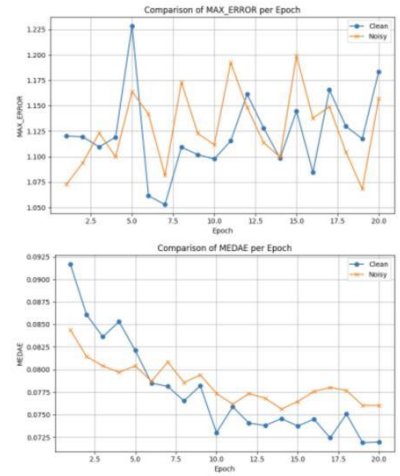 Comparison of MAX_ERROR per Epoch
Clean
Noisy
MAX_ERROR
1.225
1.200
1.175
1.150
1.125
1.100
1.075
1.050
2.5 5.0 7.5 10.0 12.5 15.0 17.5 20.0
Epoch
Comparison of MEDAE per Epoch
Clean
Noisy
MEDAE
0.0925
0.0900
0.0875
0.0850
0.0825
0.0800
0.0775
0.0750
0.0725
2.5 5.0 7.5 10.0 12.5 15.0 17.5 20.0
Epoch